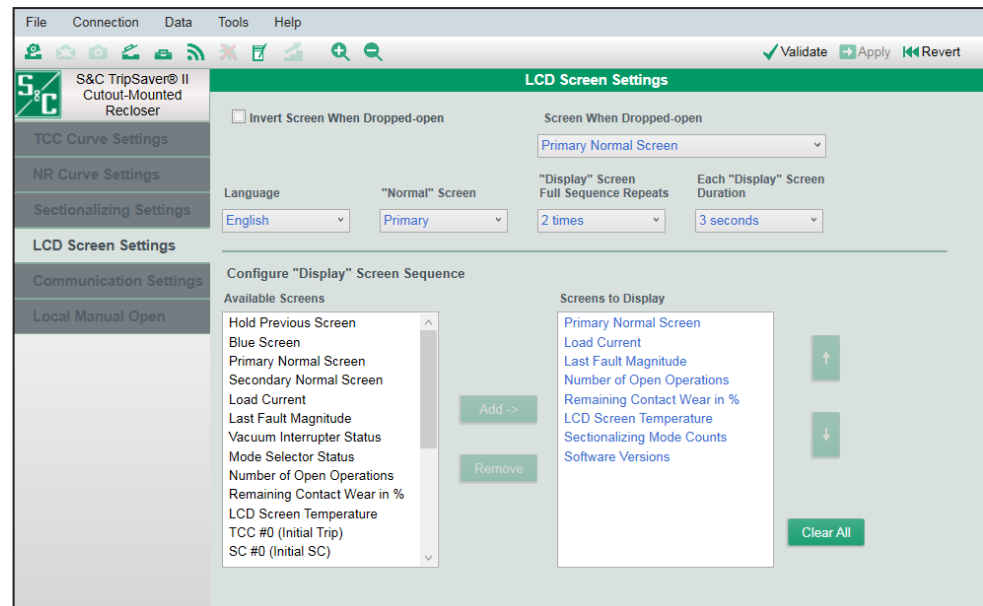 File Connection Data Tools Help
Validate Apply Revert
S&C
S&C TripSaver® II
Cutout-Mounted
Recloser
TCC Curve Settings
NR Curve Settings
Sectionalizing Settings
LCD Screen Settings
Communication Settings
Local Manual Open
LCD Screen Settings
Invert Screen When Dropped-open
Screen When Dropped-open
Primary Normal Screen
Language
English
"Normal" Screen
Primary
"Display" Screen
Full Sequence Repeats
2 times
Each "Display" Screen
Duration
3 seconds
Configure "Display" Screen Sequence
Available Screens
Hold Previous Screen
Blue Screen
Primary Normal Screen
Secondary Normal Screen
Load Current
Last Fault Magnitude
Vacuum Interrupter Status
Mode Selector Status
Number of Open Operations
Remaining Contact Wear in %
LCD Screen Temperature
TCC #0 (Initial Trip)
SC #0 (Initial SC)
Add ->
Remove
Screens to Display
Primary Normal Screen
Load Current
Last Fault Magnitude
Number of Open Operations
Remaining Contact Wear in %
LCD Screen Temperature
Sectionalizing Mode Counts
Software Versions
Clear All